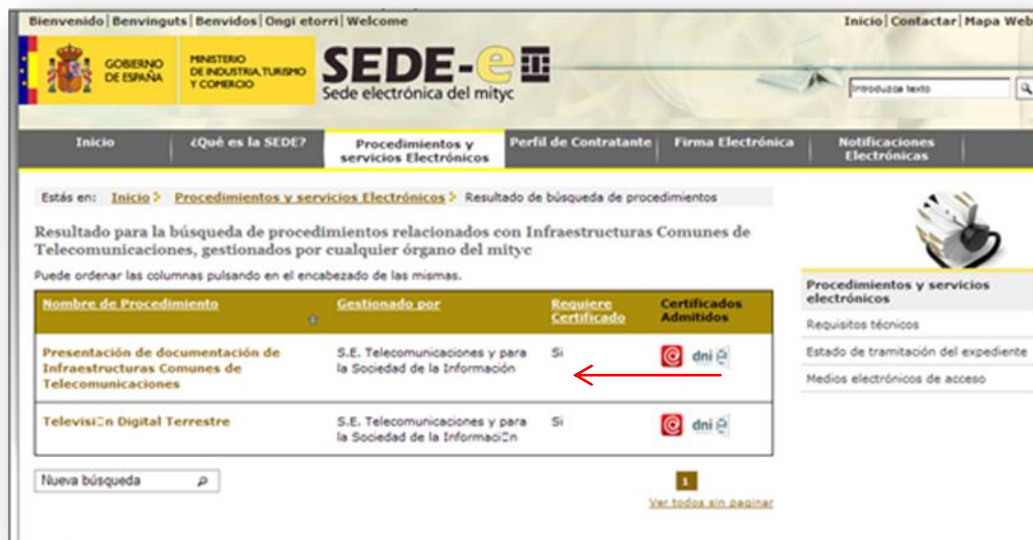 Bienvenido | Benvinguts | Benvidos | Ongi etorri | Welcome
Inicio | Contactar | Mapa Web
GOBIERNO
DE ESPAÑA
MINISTERIO
DE INDUSTRIA, TURISMO
Y COMERCIO
SEDE-e
Sede electrónica del mityc
Introduzca texto
Inicio
¿Qué es la SEDE?
Procedimientos y
servicios Electrónicos
Perfil de Contratante
Firma Electrónica
Notificaciones
Electrónicas
Estás en: Inicio > Procedimientos y servicios Electrónicos > Resultado de búsqueda de procedimientos
Resultado para la búsqueda de procedimientos relacionados con Infraestructuras Comunes de
Telecomunicaciones, gestionados por cualquier órgano del mityc
Puede ordenar las columnas pulsando en el encabezado de las mismas.
Nombre de Procedimiento
Gestionado por
Requiere
Certificado
Certificados
Admitidos
Presentación de documentación de
Infraestructuras Comunes de
Telecomunicaciones
S.E. Telecomunicaciones y para
la Sociedad de la Información
Si
@ dni e
Televisi□n Digital Terrestre
S.E. Telecomunicaciones y para
la Sociedad de la Informaci□n
Si
@ dni e
Nueva búsqueda
1
Ver todos sin paginar
Procedimientos y servicios
electrónicos
Requisitos técnicos
Estado de tramitación del expediente
Medios electrónicos de acceso